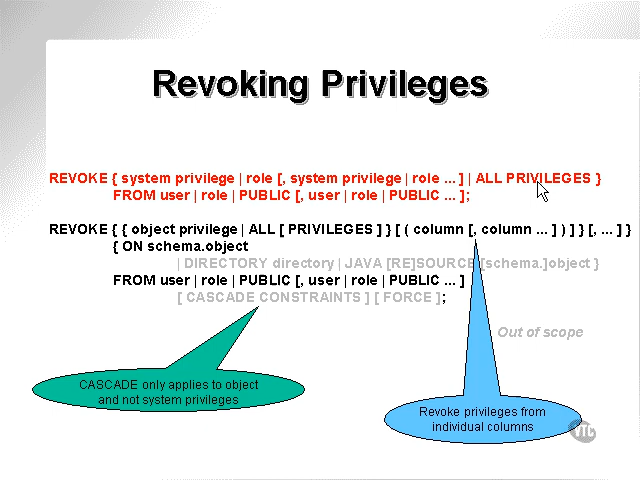 Revoking Privileges
REVOKE { system privilege | role [, system privilege | role ... ] | ALL PRIVILEGES }
FROM user | role | PUBLIC [, user | role | PUBLIC ... ];
REVOKE { { object privilege | ALL [ PRIVILEGES ] } [ ( column [, column ... ] ) ] } [, ... ] }
{ ON schema.object
| DIRECTORY directory | JAVA [RE]SOURCE [schema.]object }
FROM user | role | PUBLIC [, user | role | PUBLIC ... ]
[ CASCADE CONSTRAINTS ] [ FORCE ];
Out of scope
CASCADE only applies to object
and not system privileges
Revoke privileges from
individual columns
VTC